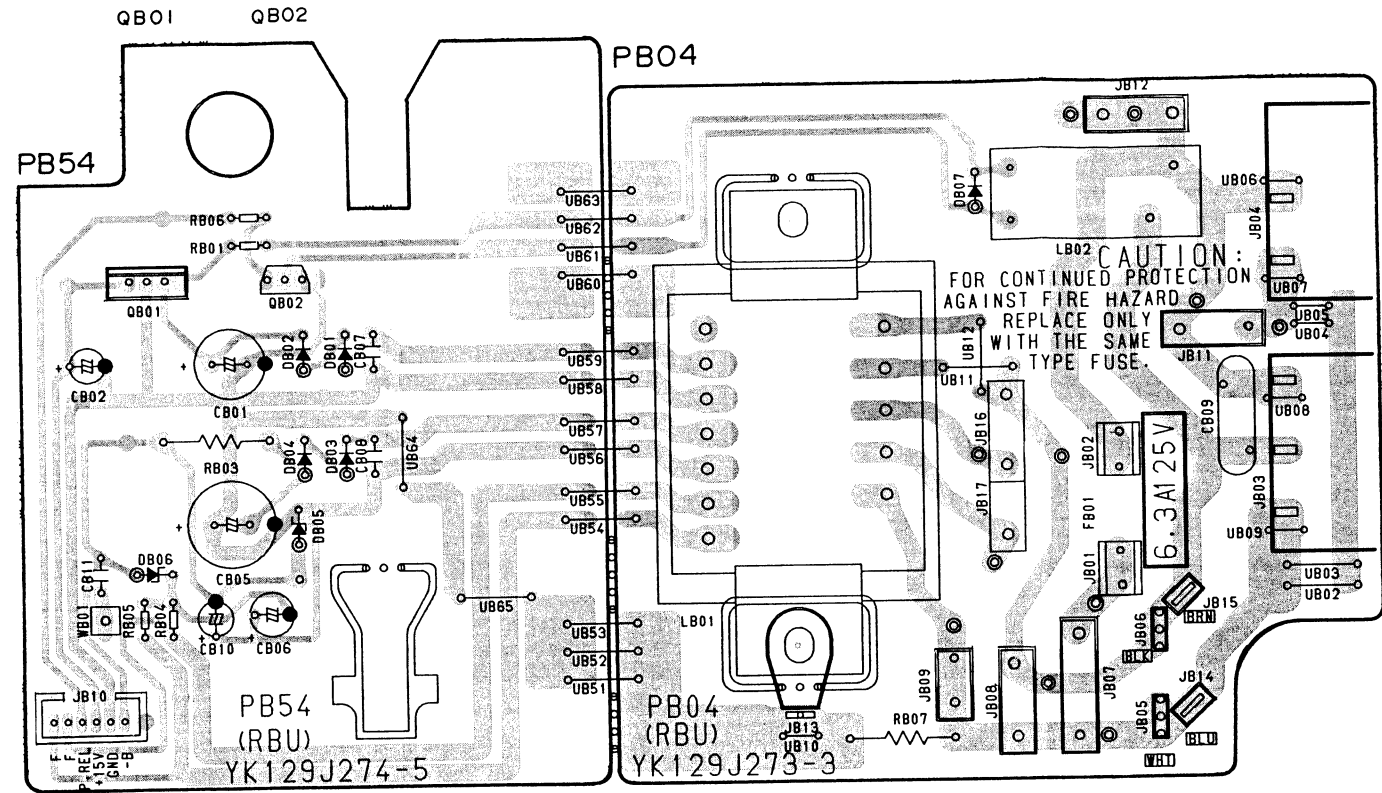 QB01 QB02
PB04
PB54
JB12
UB06
JB04
DB07
LB02
UB63
UB62
UB61
UB60
RB06
RB01
QB01
QB02
CAUTION:
FOR CONTINUED PROTECTION
AGAINST FIRE HAZARD
REPLACE ONLY
WITH THE SAME
TYPE FUSE.
UB07
UB05
UB04
JB11
UB12
UB11
UB59
UB58
UB57
UB56
UB55
UB54
CB02
CB01
DB02
DB01
CB07
RB03
DB04
DB03
CB08
UB64
JB16
JB17
JB02
FB01
6.3A125V
CB09
UB08
JB03
UB09
UB03
UB02
CB05
DB05
DB06
CB11
WB01
RB05
RB04
CB10
CB06
UB65
UB53
UB52
UB51
LB01
JB01
JB15
BRN
JB06
BLK
JB14
JB05
BLU
WHT
JB09
JB08
JB07
JB10
F
F
P.REL
+15V
GND
-B
PB54
(RBU)
YK129J274-5
PB04
(RBU)
YK129J273-3
JB13
UB10
RB07